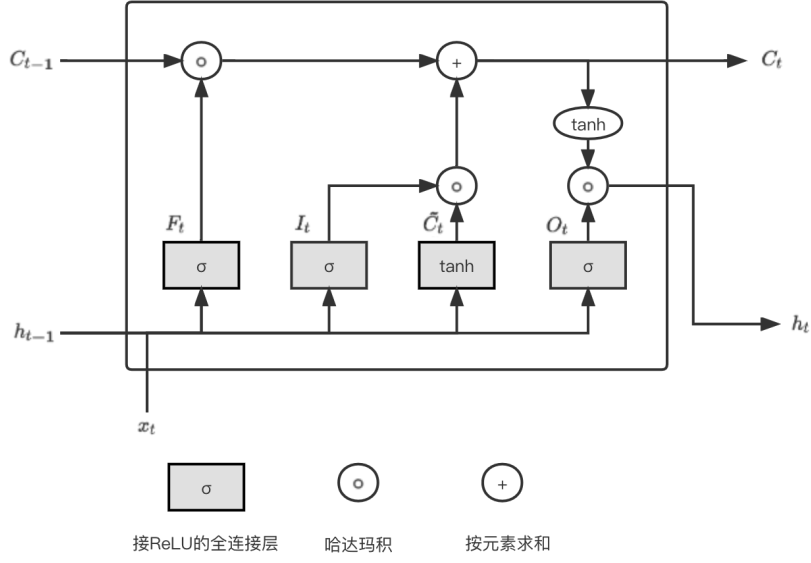 C_{t-1}
C_t
+
tanh
F_t
I_t
C̃_t
O_t
σ
σ
tanh
σ
h_{t-1}
h_t
x_t
σ
+
接ReLU的全连接层
哈达玛积
按元素求和